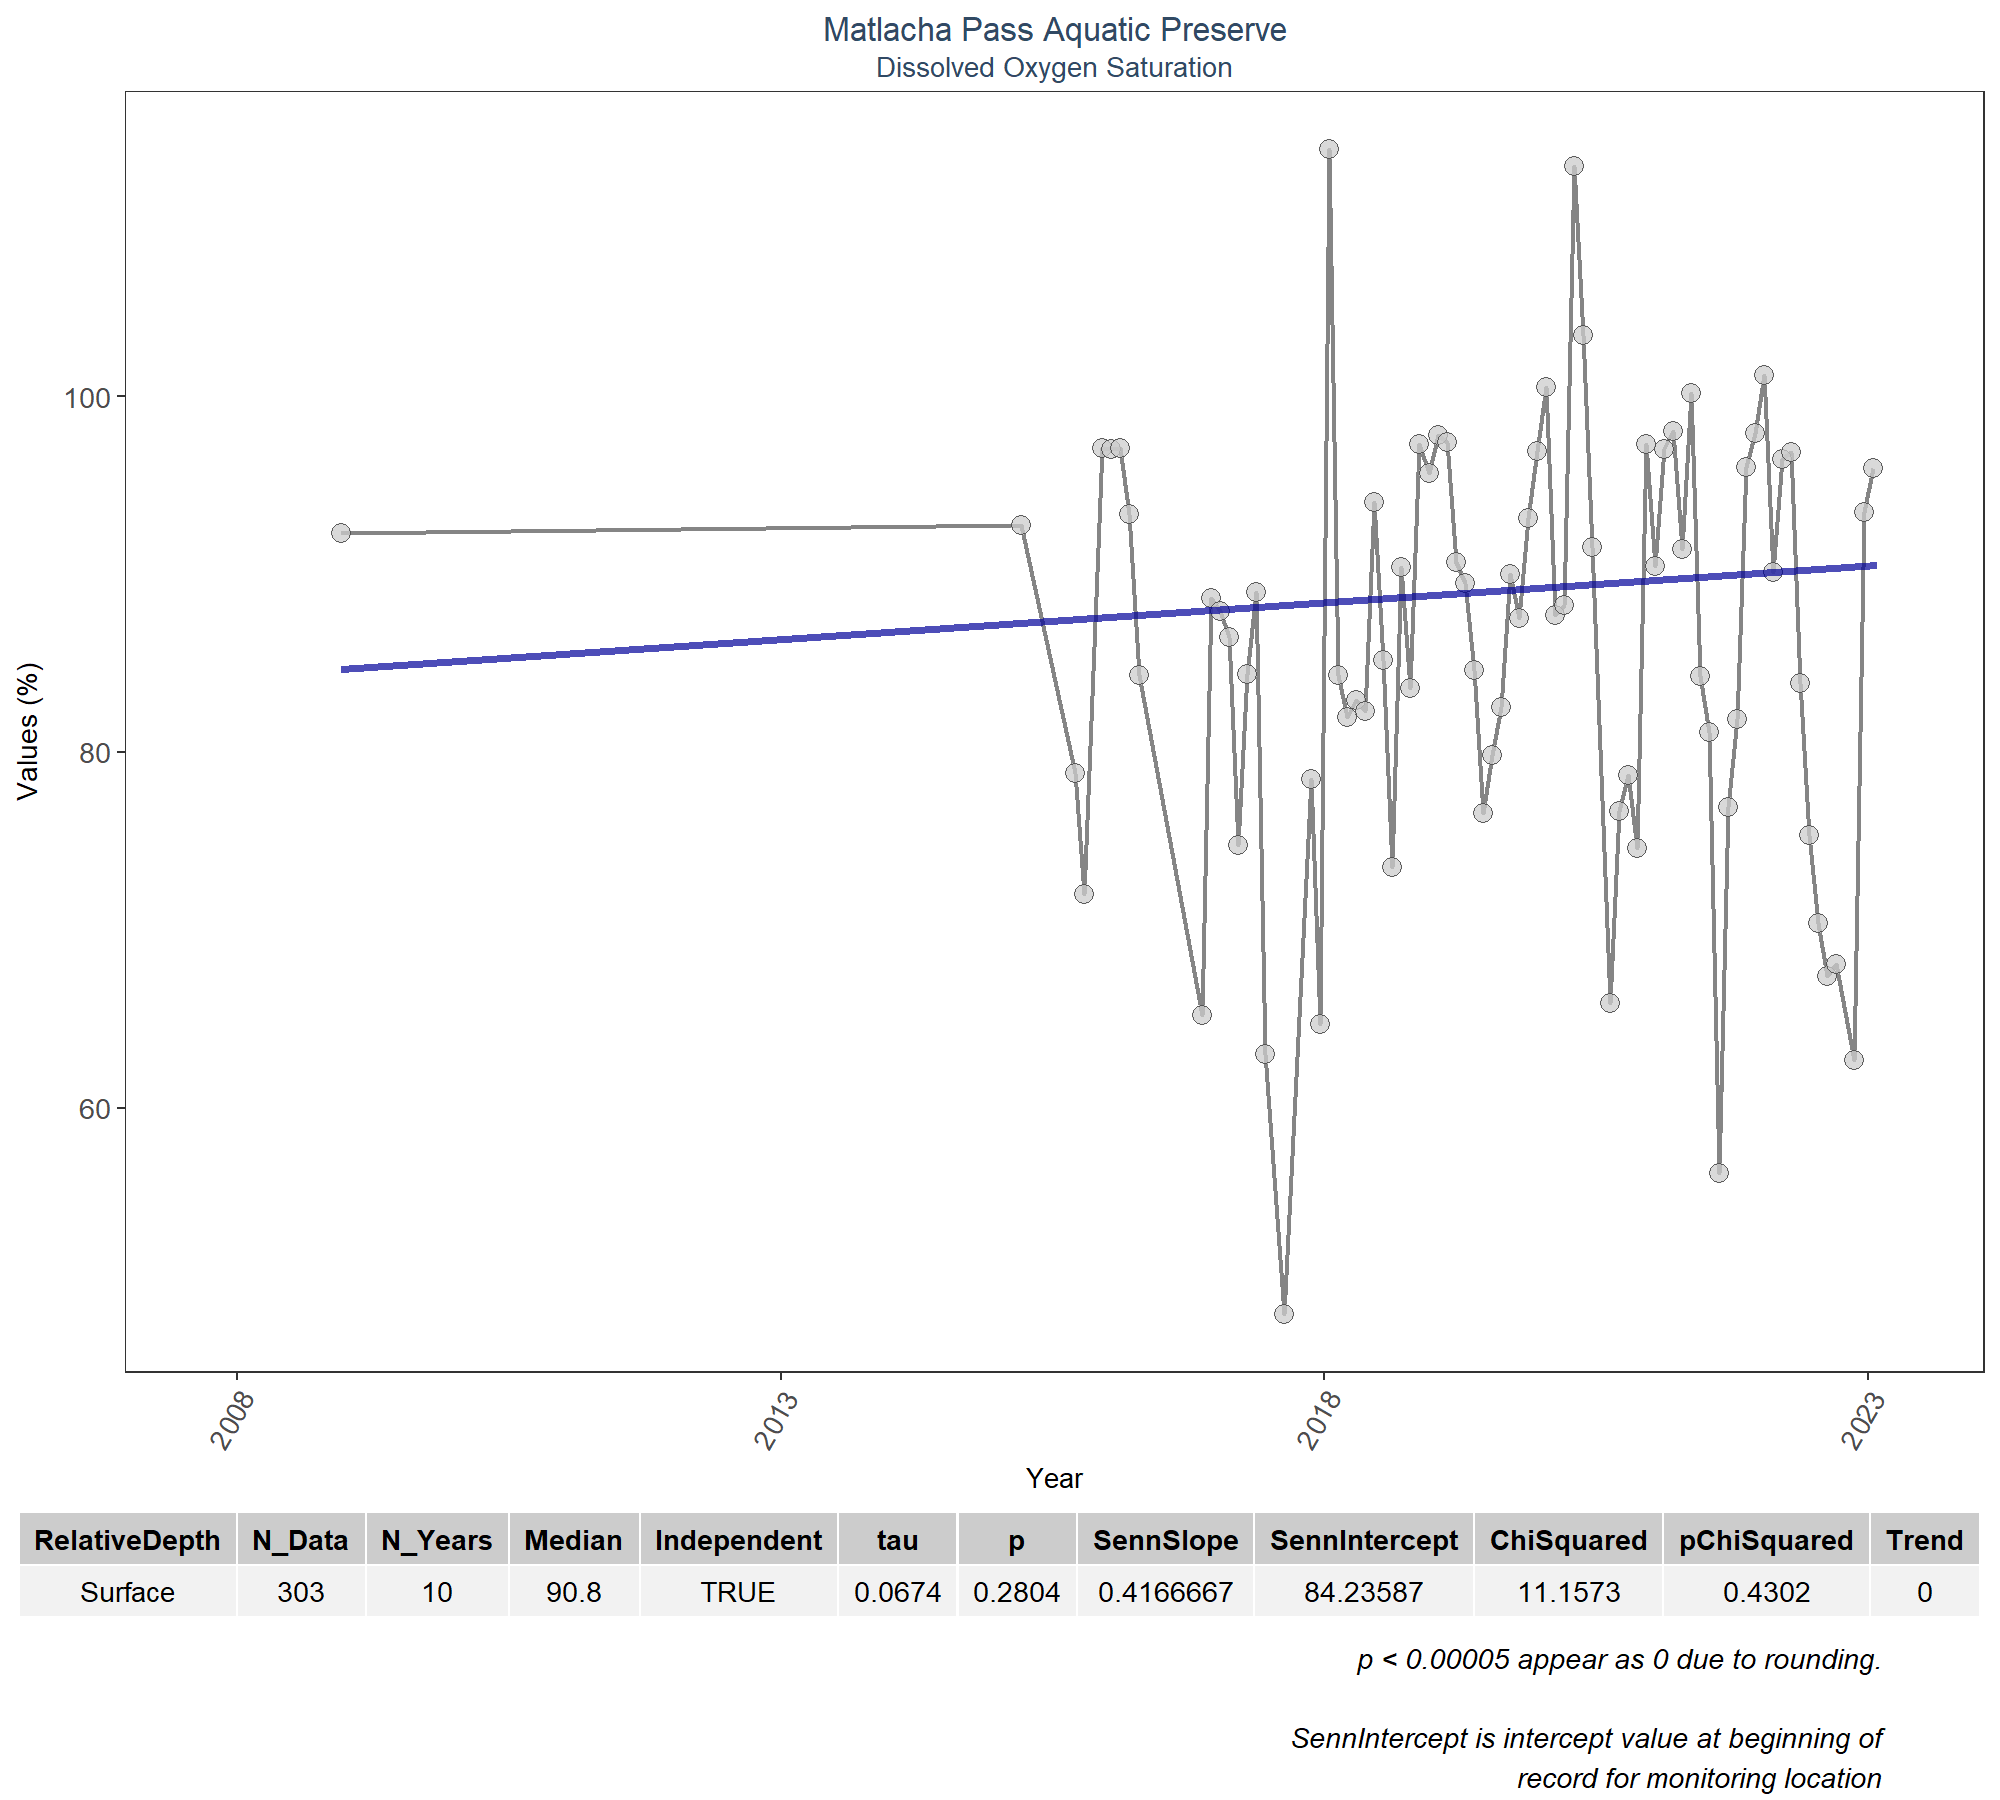 Matlacha Pass Aquatic Preserve
Dissolved Oxygen Saturation
Values (%)
100
80
60
2008 2013 2018 2023
Year
RelativeDepth N_Data N_Years Median Independent tau p SennSlope SennIntercept ChiSquared pChiSquared Trend
Surface 303 10 90.8 TRUE 0.0674 0.2804 0.4166667 84.23587 11.1573 0.4302 0
p < 0.00005 appear as 0 due to rounding.
SennIntercept is intercept value at beginning of
record for monitoring location